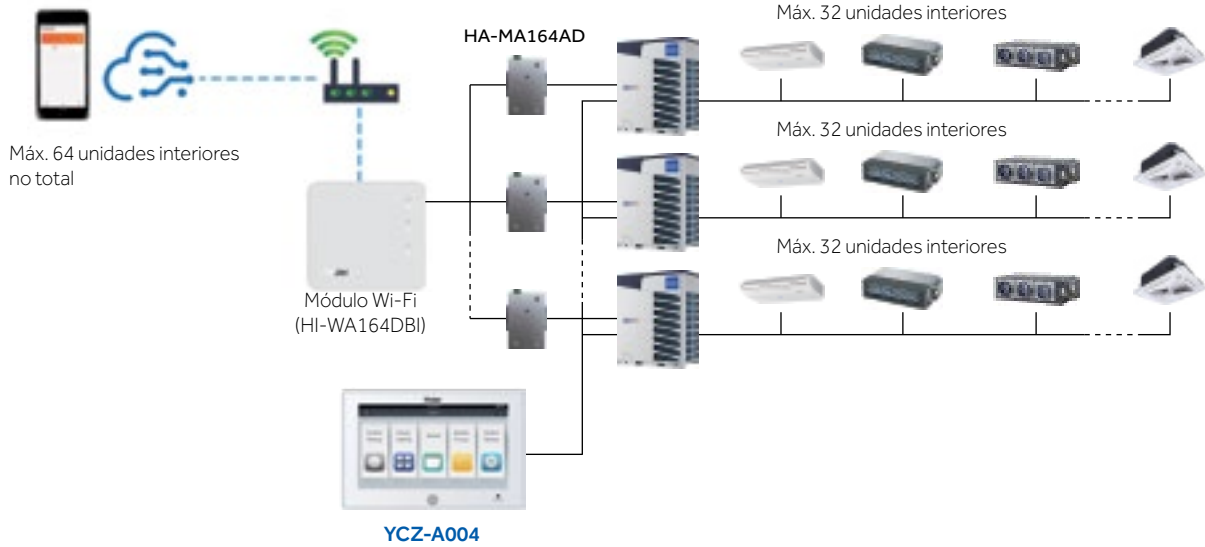 Máx. 32 unidades interiores
HA-MA164AD
Máx. 64 unidades interiores
no total
Máx. 32 unidades interiores
Máx. 32 unidades interiores
Módulo Wi-Fi
(HI-WA164DBI)
YCZ-A004